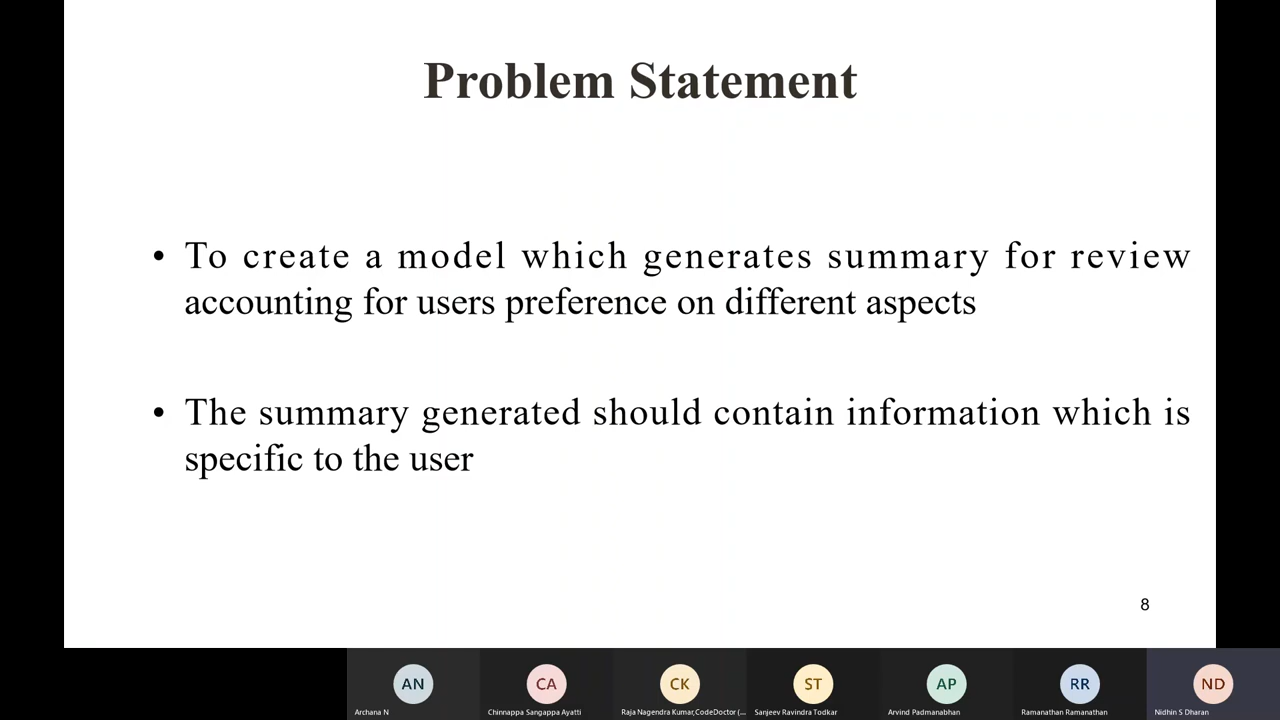 Problem Statement
• To create a model which generates summary for review
accounting for users preference on different aspects
• The summary generated should contain information which is
specific to the user
8
AN CA CK ST AP RR ND
Archana N Chinnappa Sangappa Ayatti Raja Nagendra Kumar,CodeDoctor (... Sanjeev Ravindra Todkar Arvind Padmanabhan Ramanathan Ramanathan Nidhin S Dharan